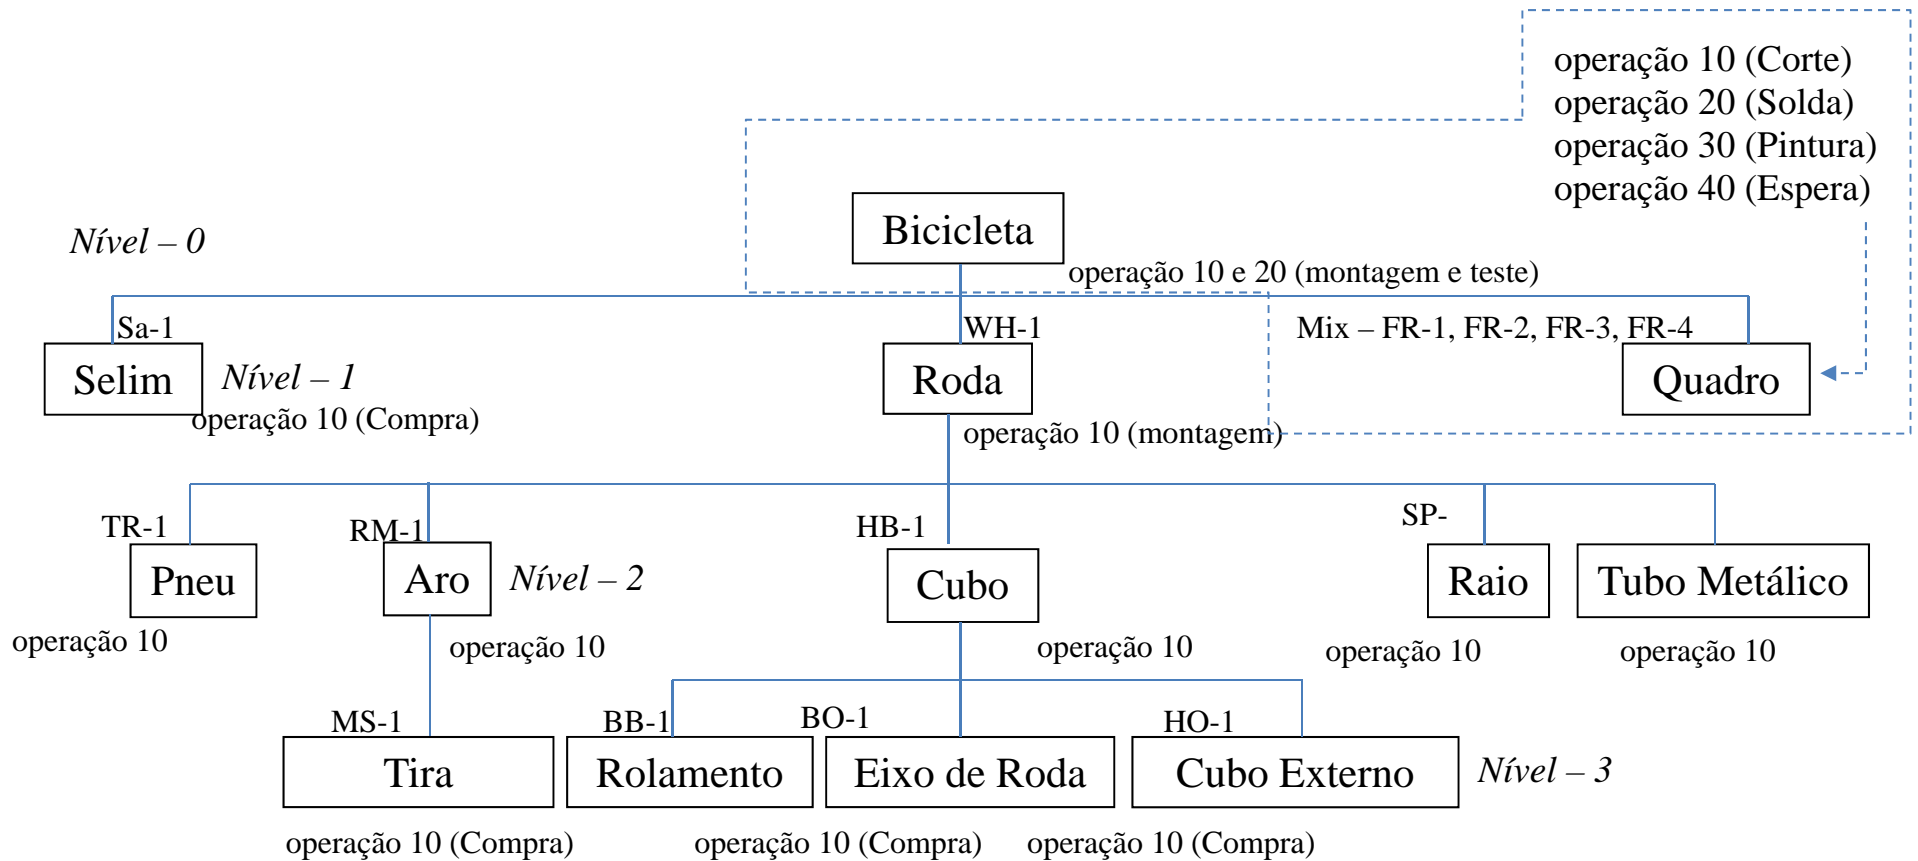 operação 10 (Corte)
operação 20 (Solda)
operação 30 (Pintura)
operação 40 (Espera)
Bicicleta
Nível – 0
operação 10 e 20 (montagem e teste)
Sa-1
WH-1
Mix – FR-1, FR-2, FR-3, FR-4
Selim
Nível – 1
Roda
Quadro
operação 10 (Compra)
operação 10 (montagem)
TR-1
RM-1
HB-1
SP-
Pneu
Aro
Nível – 2
Cubo
Raio
Tubo Metálico
operação 10
operação 10
operação 10
operação 10
operação 10
MS-1
BB-1
BO-1
HO-1
Tira
Rolamento
Eixo de Roda
Cubo Externo
Nível – 3
operação 10 (Compra)
operação 10 (Compra)
operação 10 (Compra)